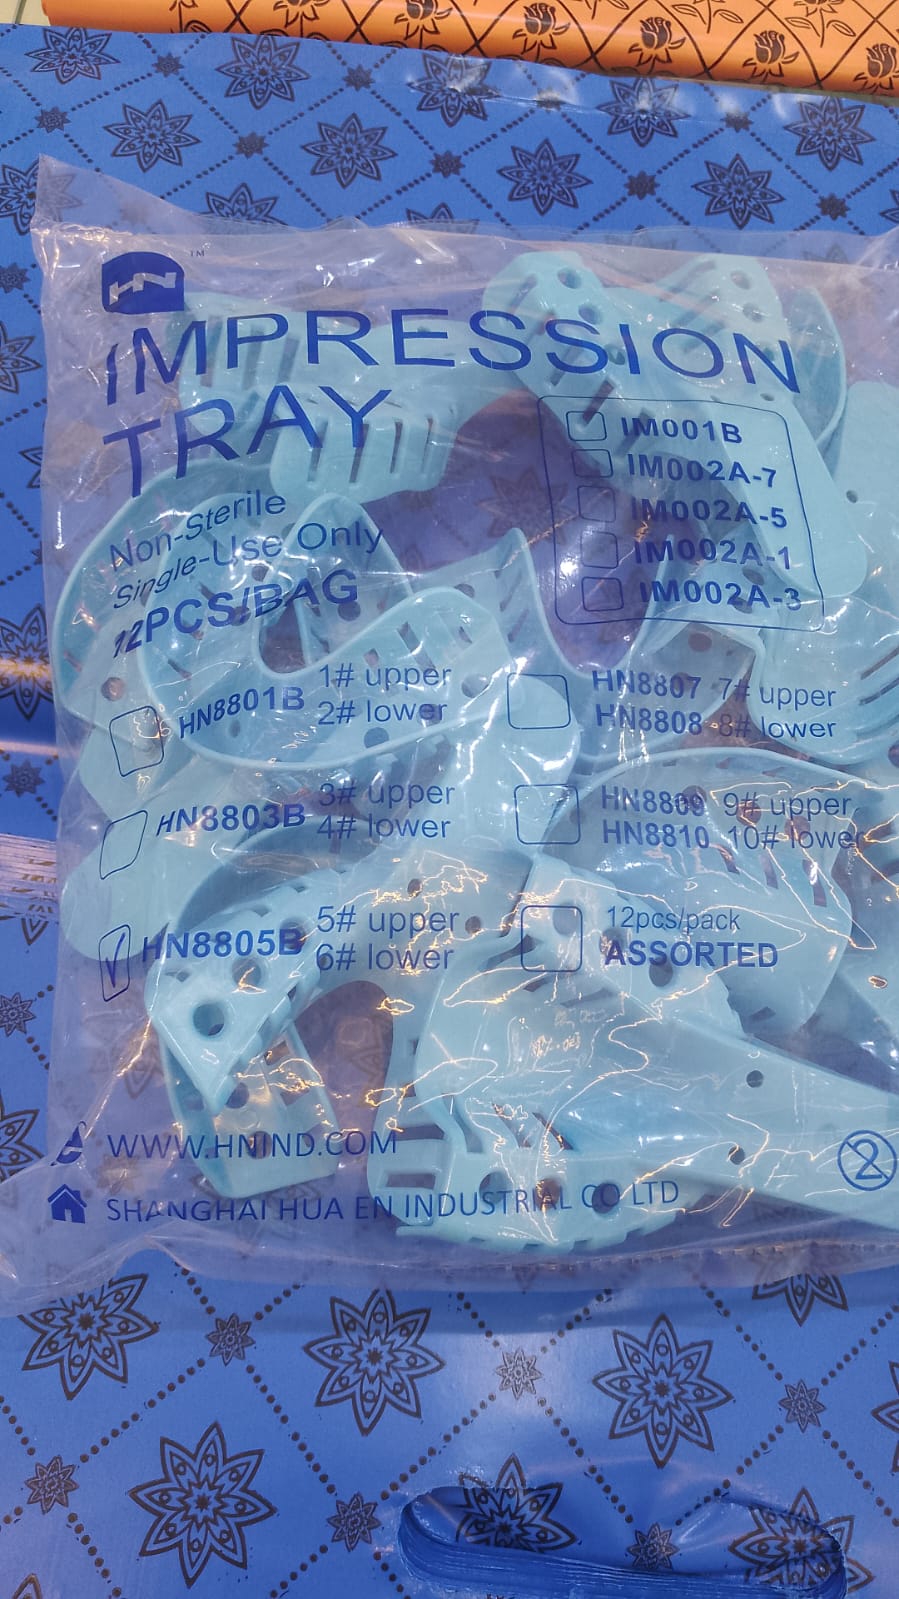 HN ™
IMPRESSION
TRAY
IM001B
IM002A-7
IM002A-5
IM002A-1
IM002A-3
Non-Sterile
Single-Use Only
12PCS/BAG
HN8801B 1# upper
2# lower
HN8803B 3# upper
4# lower
HN8805B 5# upper
6# lower
HN8807 7# upper
HN8808 8# lower
HN8809 9# upper
HN8810 10# lower
12pcs/pack
ASSORTED
WWW.HNIND.COM
SHANGHAI HUA EN INDUSTRIAL CO LTD
2